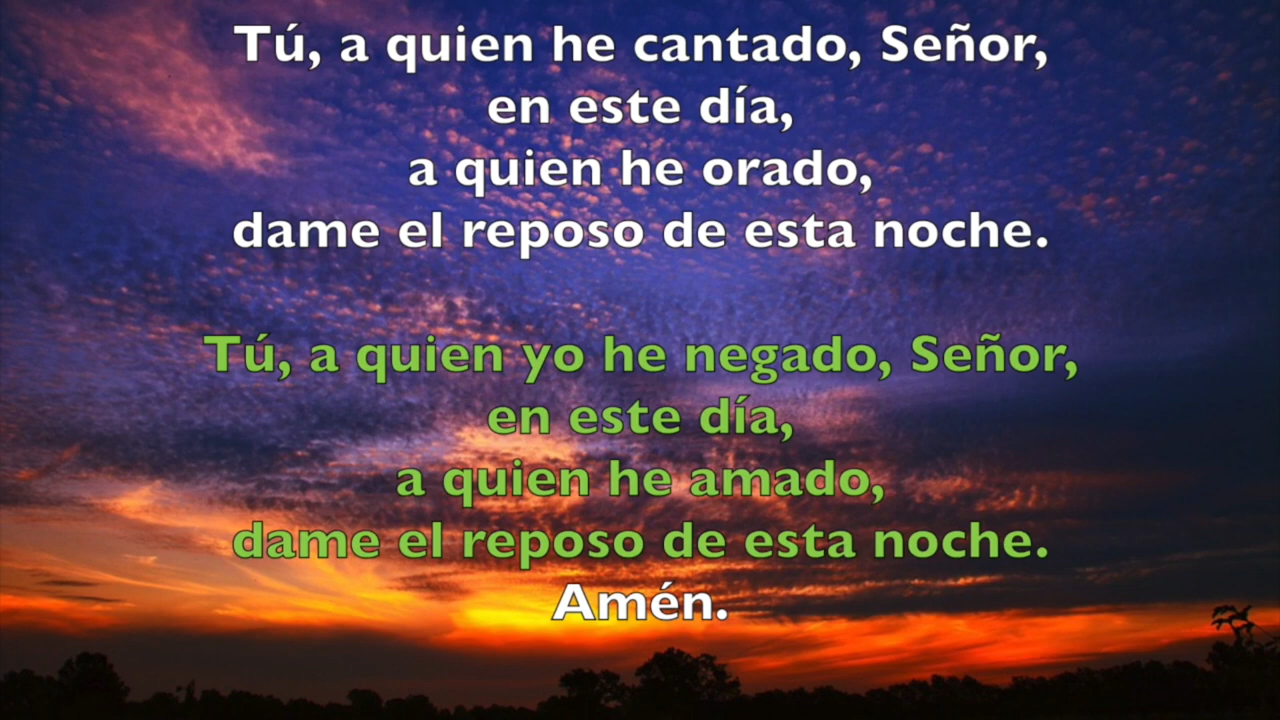 Tú, a quien he cantado, Señor,
en este día,
a quien he orado,
dame el reposo de esta noche.
Tú, a quien yo he negado, Señor,
en este día,
a quien he amado,
dame el reposo de esta noche.
Amén.